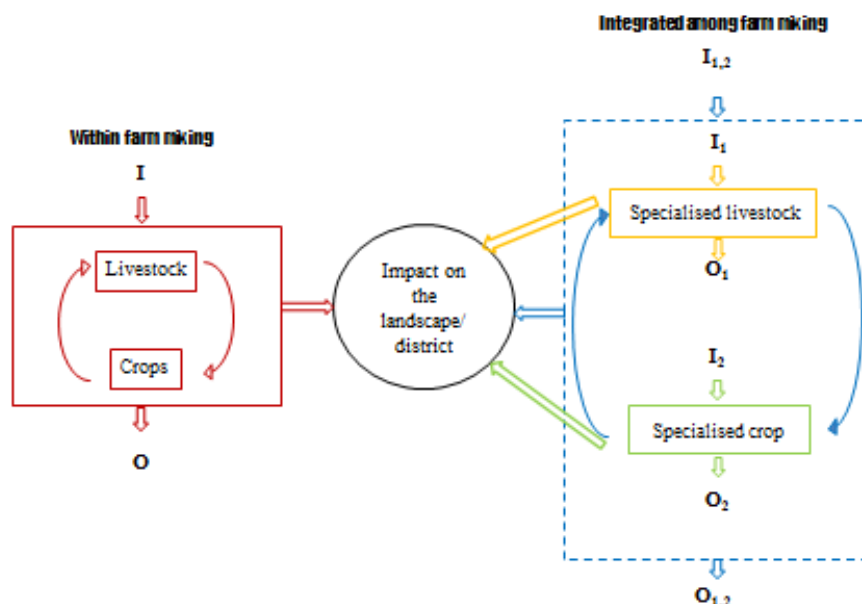 Integrated among farm miking
I1,2
Within farm miking
I
Livestock
Crops
O
Impact on
the
landscape/
district
I1
Specialised livestock
O1
I2
Specialised crop
O2
O1,2